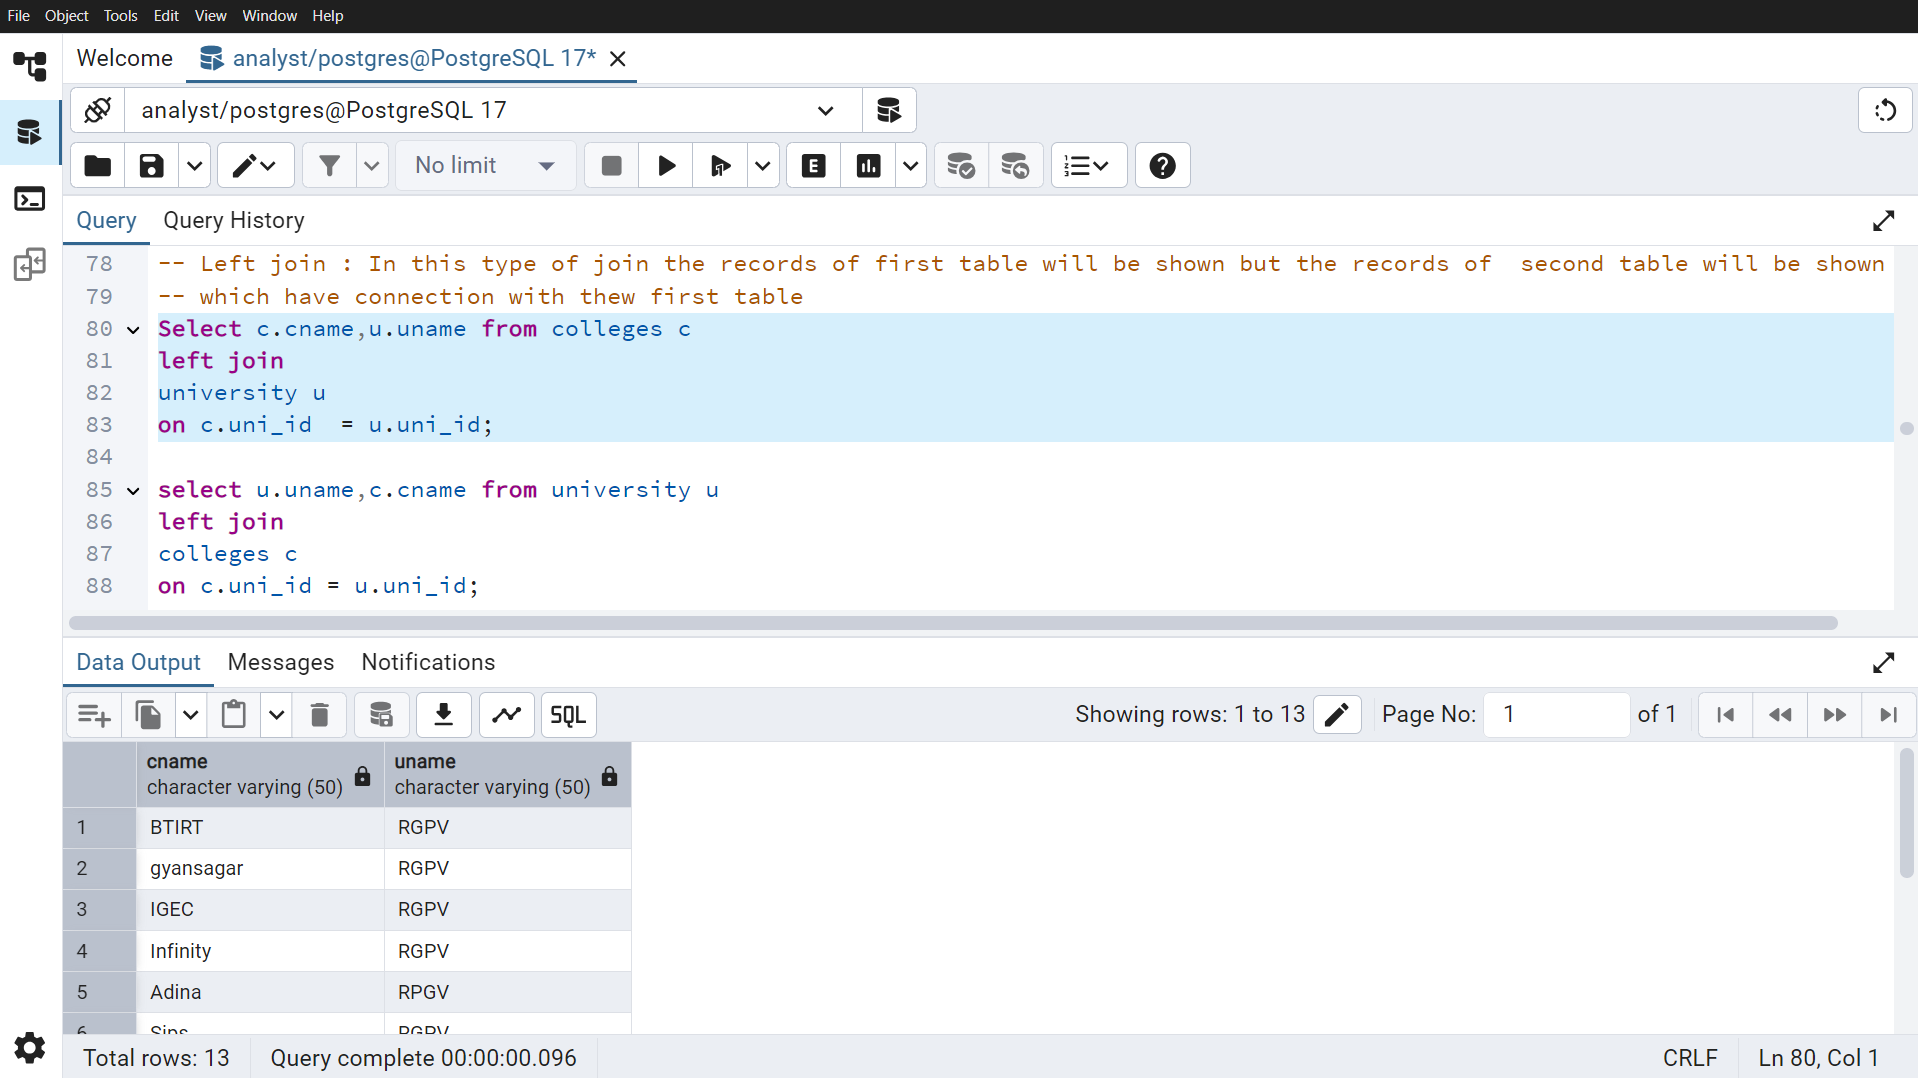 File Object Tools Edit View Window Help
Welcome analyst/postgres@PostgreSQL 17*
analyst/postgres@PostgreSQL 17
No limit E
Query Query History
78 -- Left join : In this type of join the records of first table will be shown but the records of  second table will be shown
79 -- which have connection with thew first table
80 Select c.cname,u.uname from colleges c
81 left join
82 university u
83 on c.uni_id  = u.uni_id;
84
85 select u.uname,c.cname from university u
86 left join
87 colleges c
88 on c.uni_id = u.uni_id;
Data Output Messages Notifications
SQL Showing rows: 1 to 13 Page No: 1 of 1
cname uname
character varying (50) character varying (50)
1 BTIRT RGPV
2 gyansagar RGPV
3 IGEC RGPV
4 Infinity RGPV
5 Adina RPGV
6 Sips RGPV
Total rows: 13 Query complete 00:00:00.096 CRLF Ln 80, Col 1